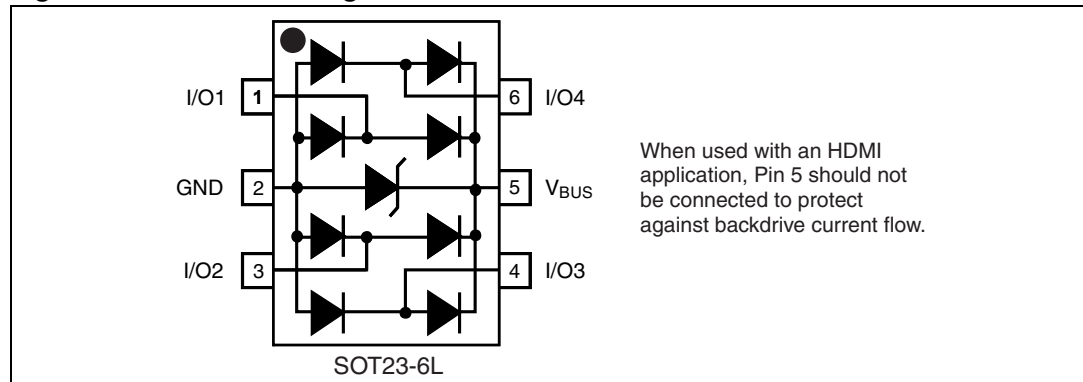 I/O1 1
6 I/O4
GND 2
5 VBUS
I/O2 3
4 I/O3
SOT23-6L
When used with an HDMI
application, Pin 5 should not
be connected to protect
against backdrive current flow.